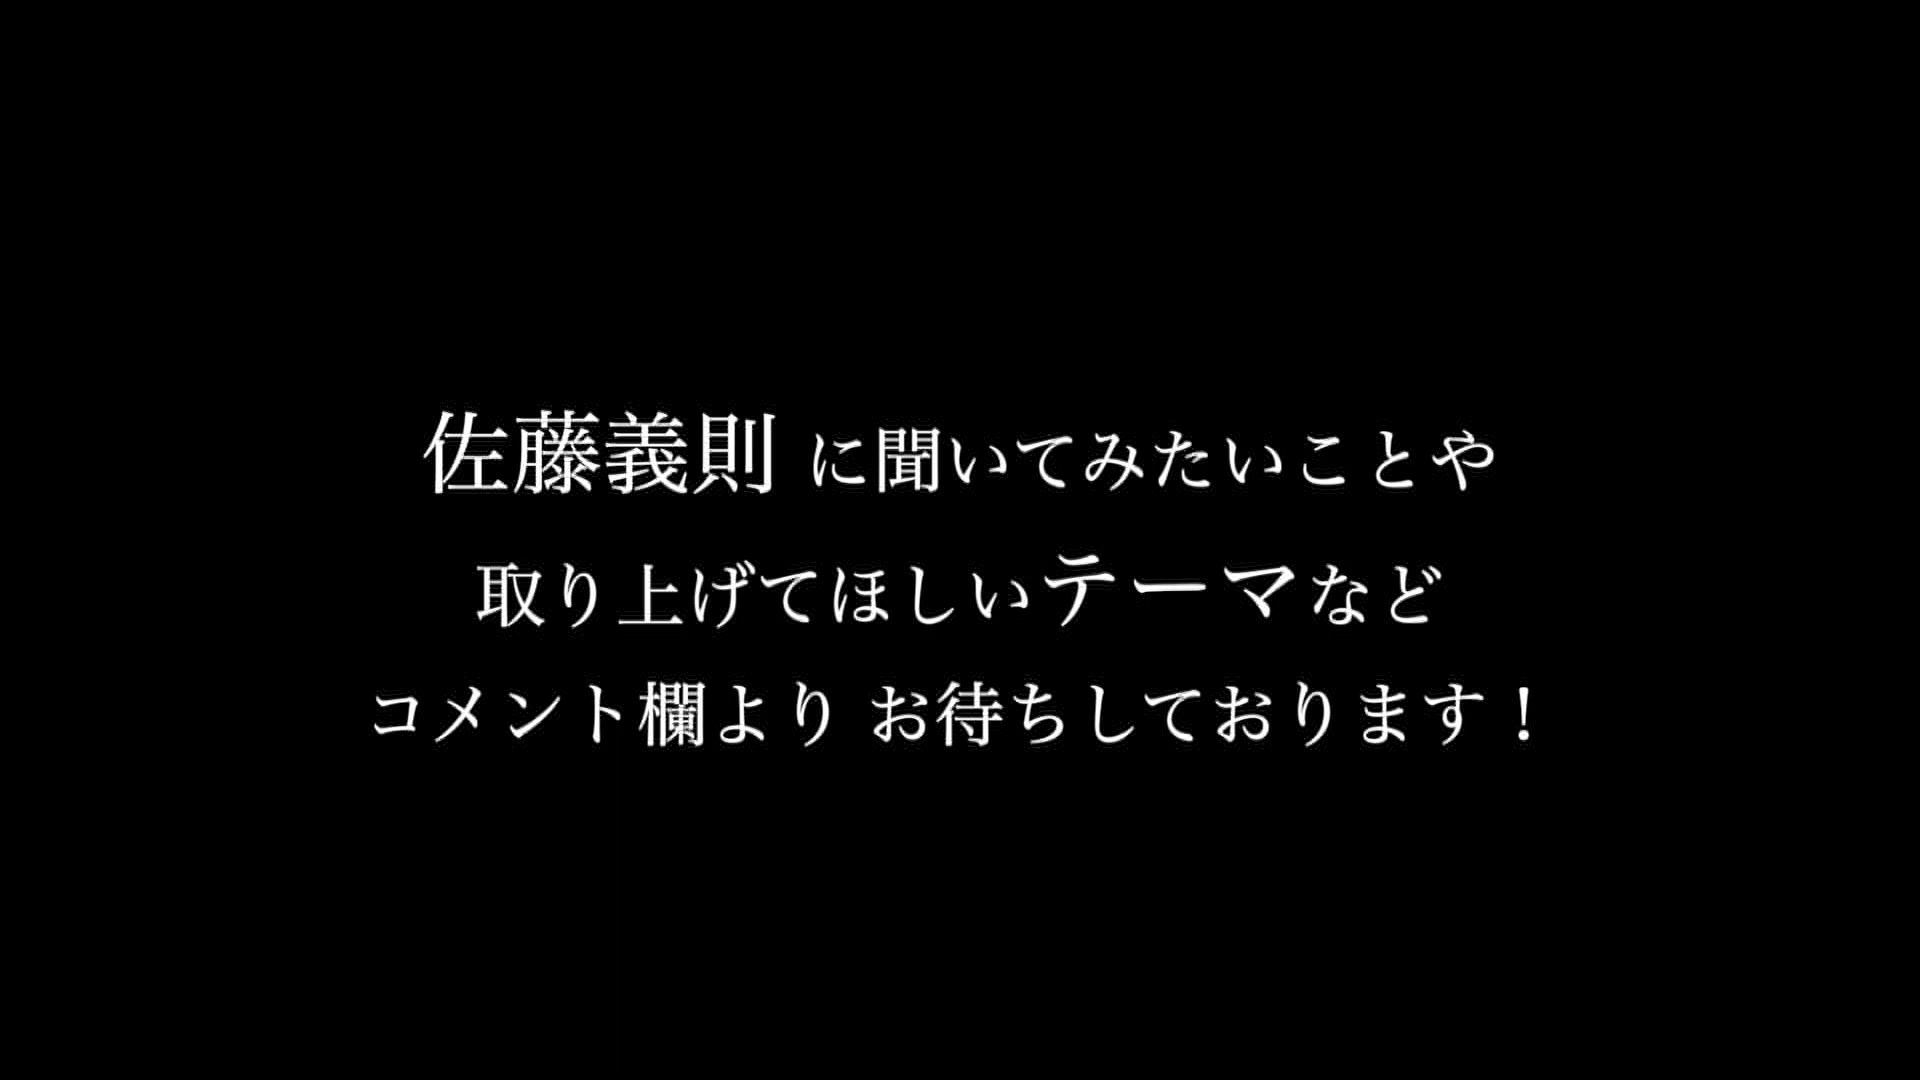 佐藤義則 に聞いてみたいことや
取り上げてほしいテーマなど
コメント欄より お待ちしております！